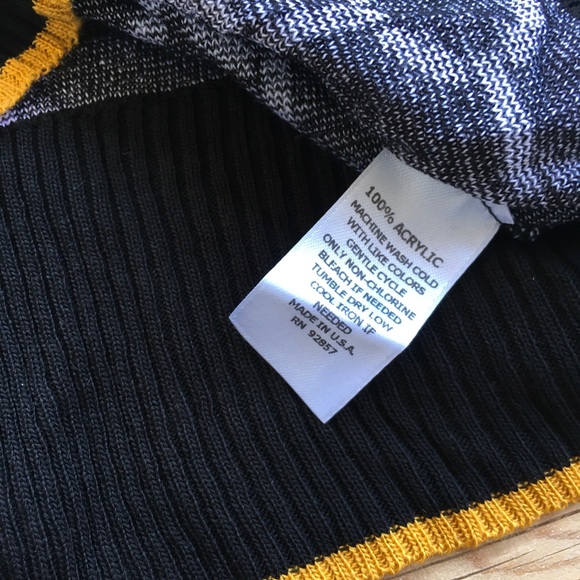 100% ACRYLIC
MACHINE WASH COLD
WITH LIKE COLORS
GENTLE CYCLE
ONLY NON-CHLORINE
BLEACH IF NEEDED
TUMBLE DRY LOW
COOL IRON IF
NEEDED
MADE IN U.S.A.
RN 92857